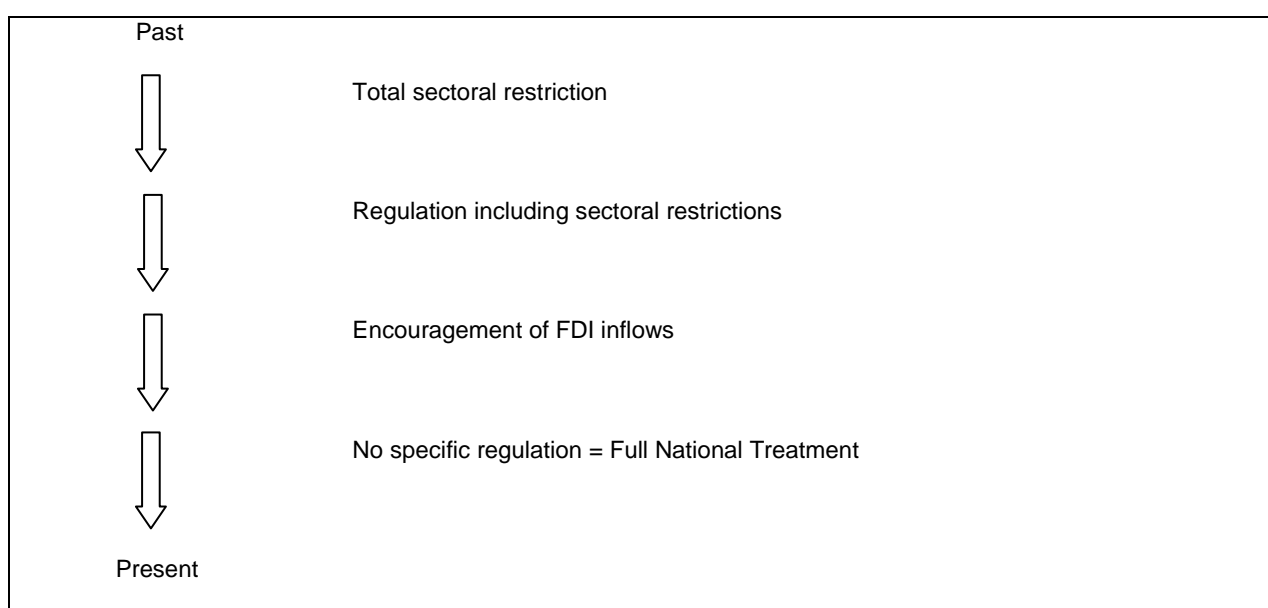 Past
Total sectoral restriction
Regulation including sectoral restrictions
Encouragement of FDI inflows
No specific regulation = Full National Treatment
Present